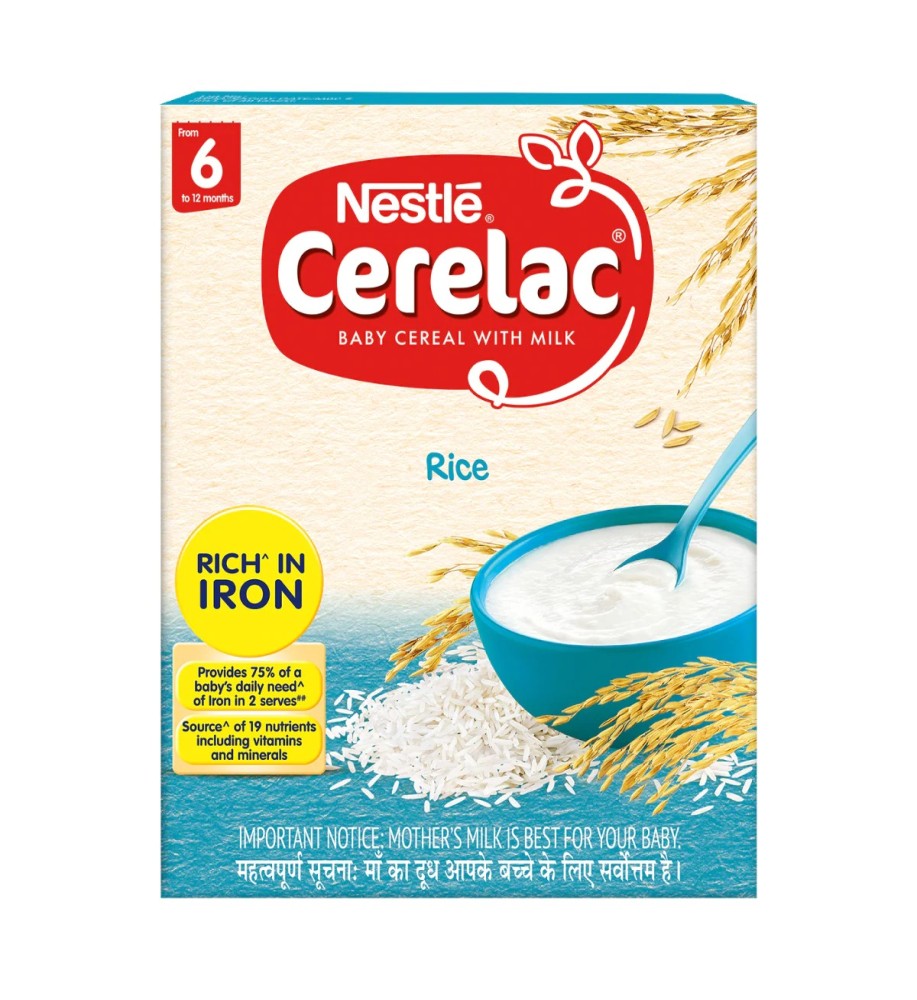 From
6
to 12 months
Nestlé®
Cerelac®
BABY CEREAL WITH MILK
Rice
RICH^ IN
IRON
Provides 75% of a
baby's daily need^
of Iron in 2 serves##
Source^ of 19 nutrients
including vitamins
and minerals
IMPORTANT NOTICE: MOTHER'S MILK IS BEST FOR YOUR BABY.
महत्वपूर्ण सूचना: माँ का दूध आपके बच्चे के लिए सर्वोत्तम है।